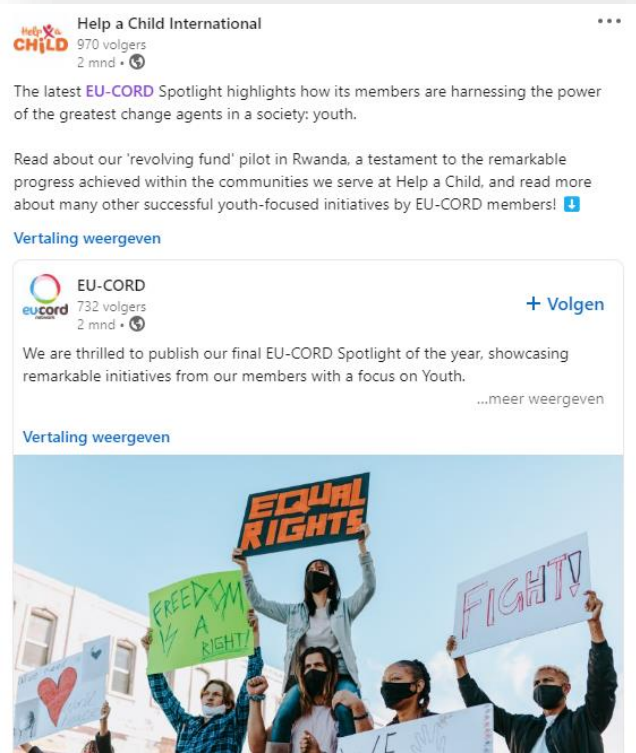 Help a
CHILD
Help a Child International
970 volgers
2 mnd •
The latest EU-CORD Spotlight highlights how its members are harnessing the power
of the greatest change agents in a society: youth.
Read about our 'revolving fund' pilot in Rwanda, a testament to the remarkable
progress achieved within the communities we serve at Help a Child, and read more
about many other successful youth-focused initiatives by EU-CORD members!
Vertaling weergeven
eucord
network
EU-CORD
732 volgers
2 mnd •
+ Volgen
We are thrilled to publish our final EU-CORD Spotlight of the year, showcasing
remarkable initiatives from our members with a focus on Youth.
...meer weergeven
Vertaling weergeven
EQUAL
RIGHTS
FREEDOM
IS A
RIGHT!
FIGHT!